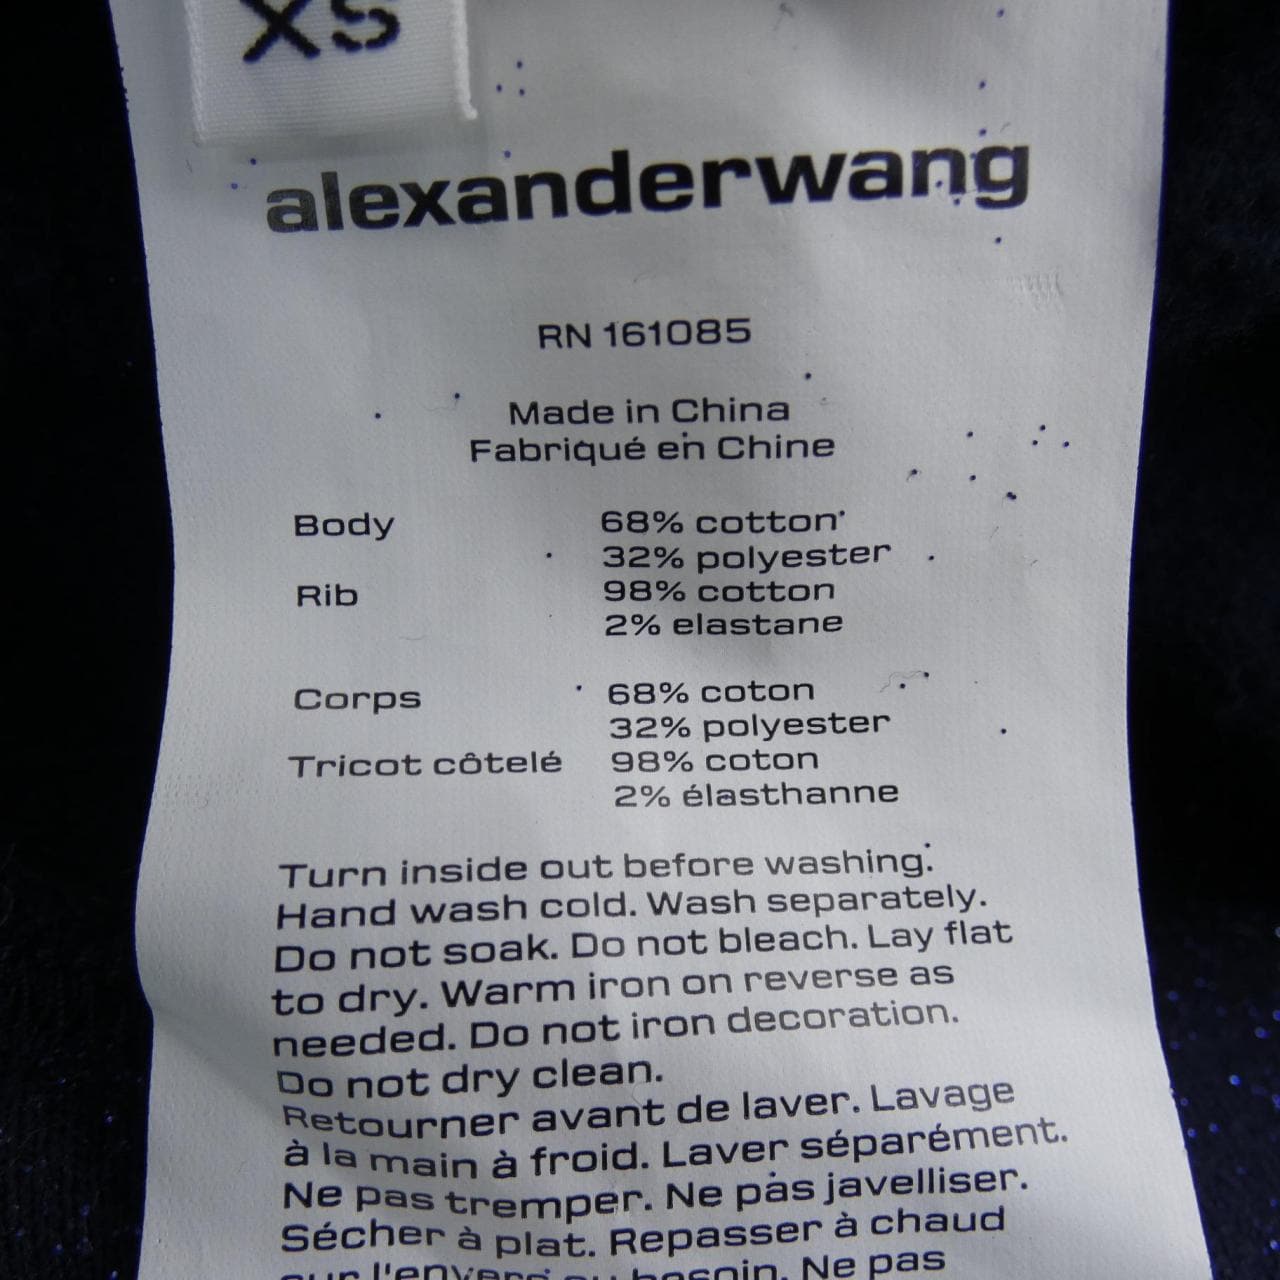 XS
alexanderwang
RN 161085
Made in China
Fabriqué en Chine
Body 68% cotton
32% polyester
Rib 98% cotton
2% elastane
Corps 68% coton
32% polyester
Tricot côtelé 98% coton
2% élasthanne
Turn inside out before washing.
Hand wash cold. Wash separately.
Do not soak. Do not bleach. Lay flat
to dry. Warm iron on reverse as
needed. Do not iron decoration.
Do not dry clean.
Retourner avant de laver. Lavage
à la main à froid. Laver séparément.
Ne pas tremper. Ne pas javelliser.
Sécher à plat. Repasser à chaud
sur l'envers au besoin. Ne pas